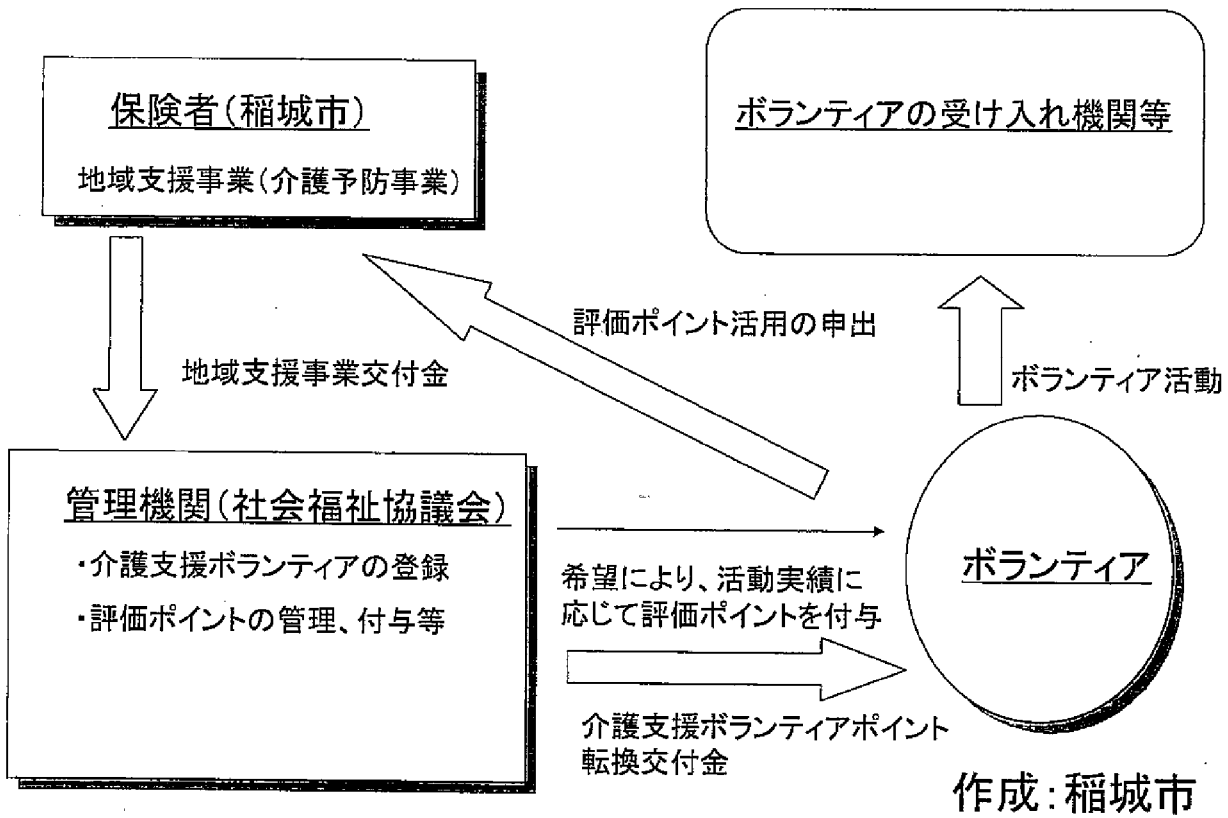 保険者(稲城市)
地域支援事業(介護予防事業)
ボランティアの受け入れ機関等
評価ポイント活用の申出
地域支援事業交付金
ボランティア活動
管理機関(社会福祉協議会)
・介護支援ボランティアの登録
・評価ポイントの管理、付与等
希望により、活動実績に
応じて評価ポイントを付与
ボランティア
介護支援ボランティアポイント
転換交付金
作成:稲城市